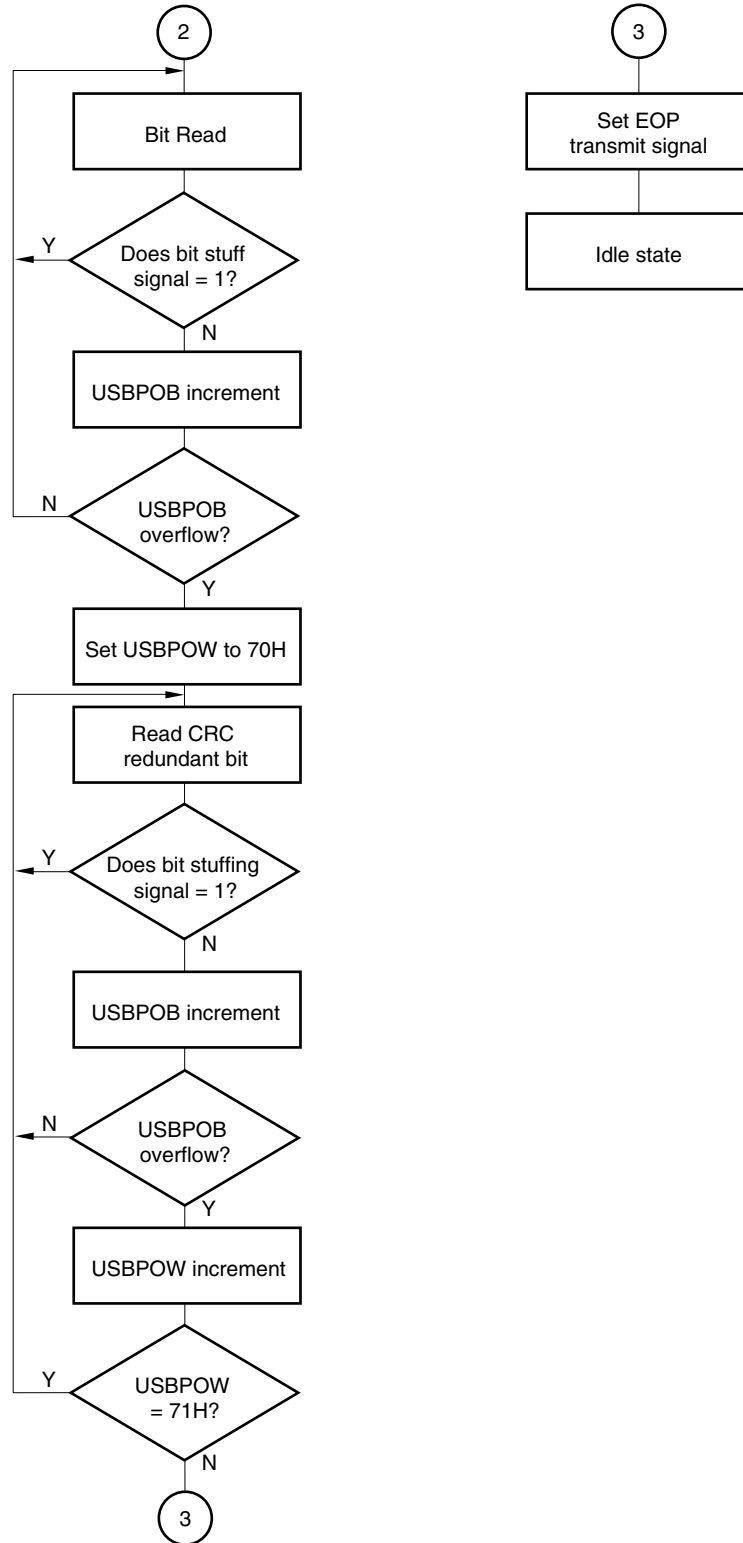 2
Bit Read
Y
Does bit stuff
signal = 1?
N
USBPOB increment
N
USBPOB
overflow?
Y
Set USBPOW to 70H
Read CRC
redundant bit
Y
Does bit stuffing
signal = 1?
N
USBPOB increment
N
USBPOB
overflow?
Y
USBPOW increment
Y
USBPOW
= 71H?
N
3
3
Set EOP
transmit signal
Idle state